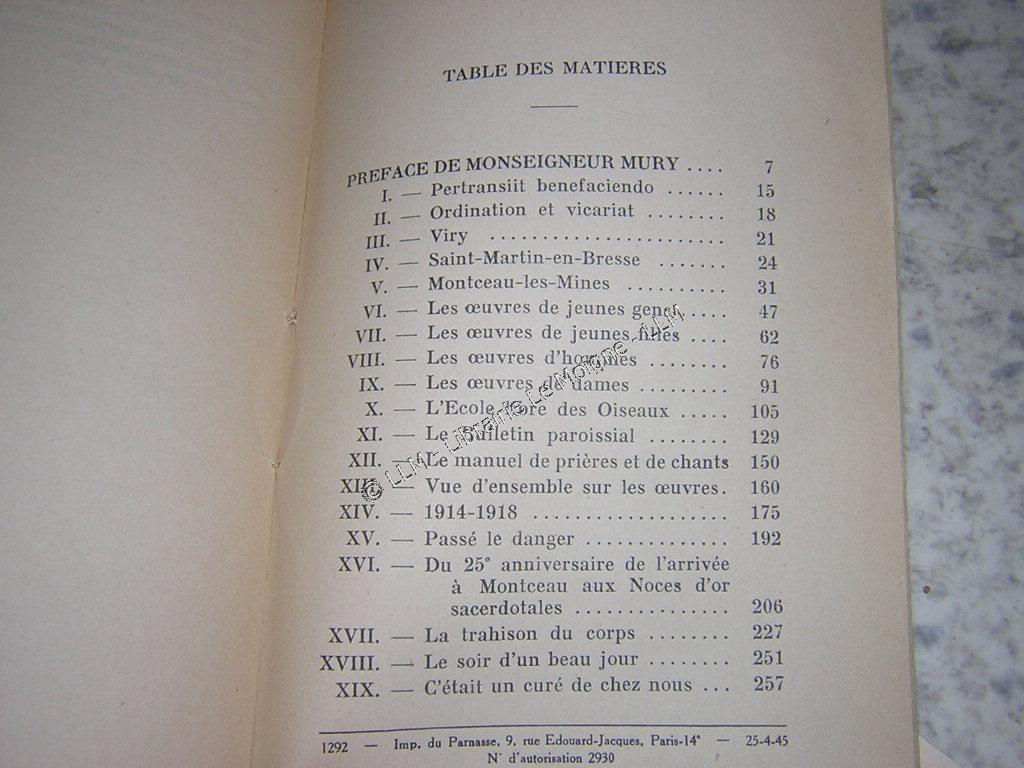 TABLE DES MATIERES
PREFACE DE MONSEIGNEUR MURY .... 7
I. — Pertransiit benefaciendo ...... 15
II. — Ordination et vicariat ........ 18
III. — Viry ........................ 21
IV. — Saint-Martin-en-Bresse ....... 24
V. — Montceau-les-Mines .......... 31
VI. — Les œuvres de jeunes gens .... 47
VII. — Les œuvres de jeunes filles .... 62
VIII. — Les œuvres d'hommes ........ 76
IX. — Les œuvres de dames ......... 91
X. — L'Ecole libre des Oiseaux ..... 105
XI. — Le Bulletin paroissial ........ 129
XII. — Le manuel de prières et de chants 150
XIII. — Vue d'ensemble sur les œuvres. 160
XIV. — 1914-1918 ................... 175
XV. — Passé le danger .............. 192
XVI. — Du 25e anniversaire de l'arrivée
à Montceau aux Noces d'or
sacerdotales ............... 206
XVII. — La trahison du corps ........ 227
XVIII. — Le soir d'un beau jour ........ 251
XIX. — C'était un curé de chez nous ... 257
1292 — Imp. du Parnasse, 9, rue Edouard-Jacques, Paris-14e — 25-4-45
N° d'autorisation 2930
© LLM - Librairie Le Moigne - LLM